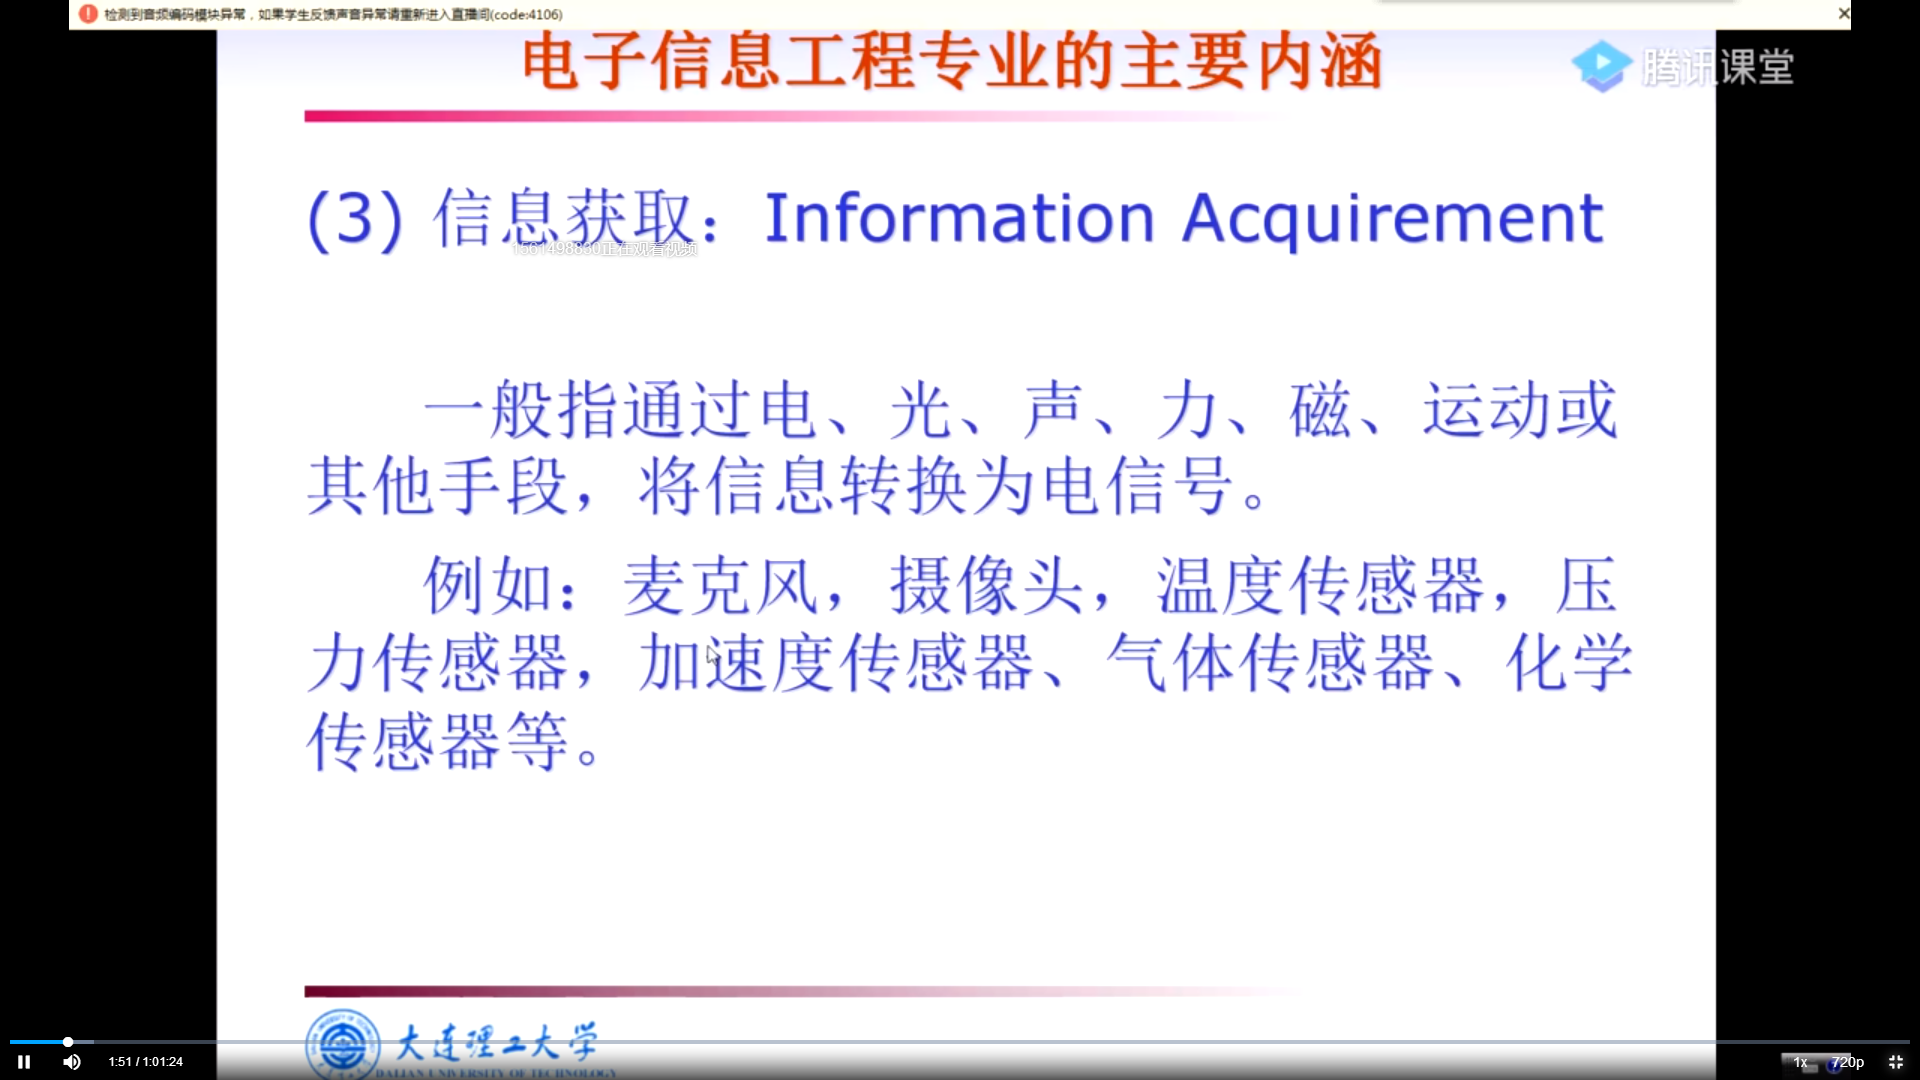 检测到音频编码模块异常，如果学生反馈声音异常请重新进入直播间(code:4106)
电子信息工程专业的主要内涵
腾讯课堂
(3) 信息获取：Information Acquirement
1561498830正在观看视频
一般指通过电、光、声、力、磁、运动或
其他手段，将信息转换为电信号。
例如：麦克风，摄像头，温度传感器，压
力传感器，加速度传感器、气体传感器、化学
传感器等。
大连理工大学
DALIAN UNIVERSITY OF TECHNOLOGY
1:51 / 1:01:24
1x
720p